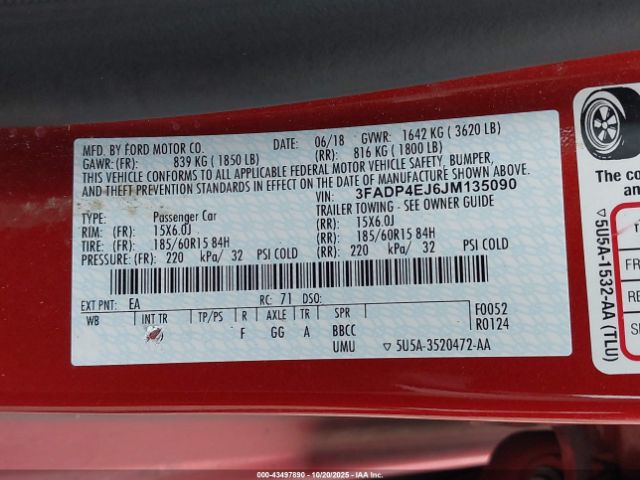 MFD. BY FORD MOTOR CO. DATE: 06/18 GVWR: 1642 KG ( 3620 LB)
GAWR: (FR): 839 KG ( 1850 LB) (RR): 816 KG ( 1800 LB)
THIS VEHICLE CONFORMS TO ALL APPLICABLE FEDERAL MOTOR VEHICLE SAFETY, BUMPER,
AND THEFT PREVENTION STANDARDS IN EFFECT ON THE DATE OF MANUFACTURE SHOWN ABOVE.
VIN: 3FADP4EJ6JM135090
TYPE: Passenger Car TRAILER TOWING - SEE OWNER GUIDE
RIM: (FR) 15X6.0J (RR): 15X6.0J
TIRE: (FR) 185/60R15 84H (RR): 185/60R15 84H
PRESSURE: (FR) 220 kPa/ 32 PSI COLD (RR): 220 kPa/ 32 PSI COLD
EXT PNT: EA RC: 71 DSO:
WB INT TR TP/PS R AXLE TR SPR F0052
F GG A BBCC R0124
UMU ▽ 5U5A-3520472-AA
The co
an
FR
RE
▽5U5A-1532-AA (TLU)
000-43497890 - 10/20/2025 - IAAI.com